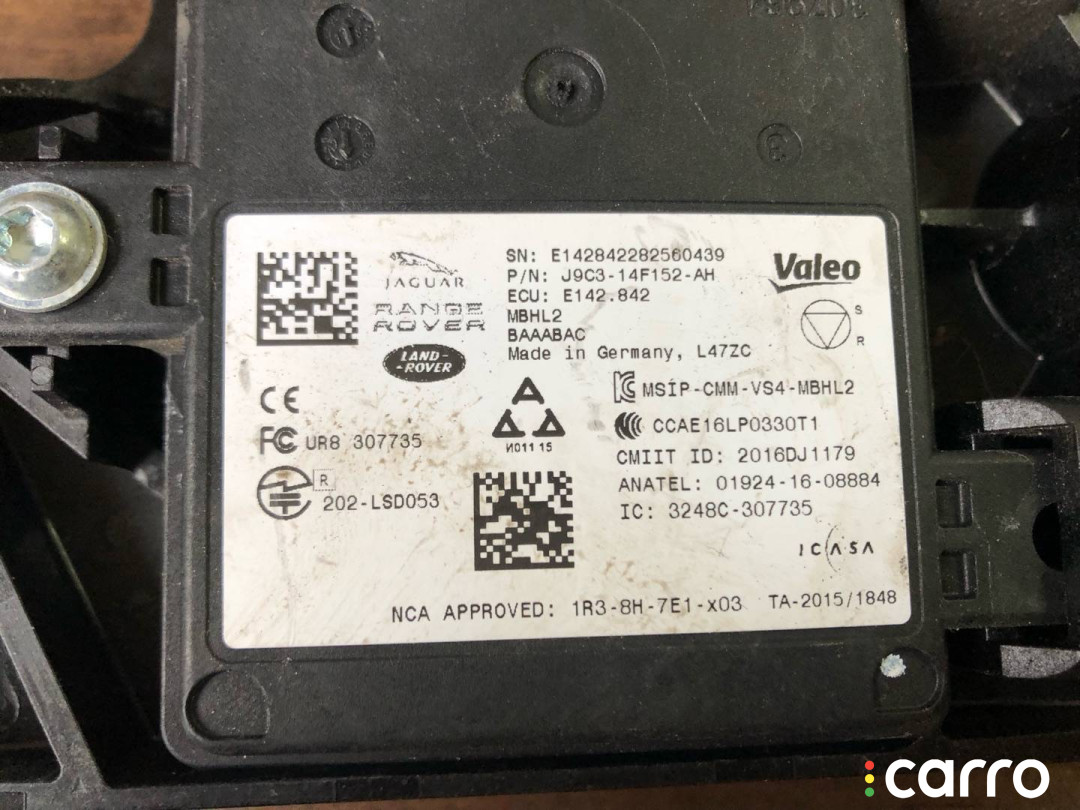 SN: E142842282560439
P/N: J9C3-14F152-AH
ECU: E142.842
MBHL2
BAAABAC
Made in Germany, L47ZC
JAGUAR
RANGE
ROVER
LAND-
-ROVER
Valeo
S
R
CE
FC UR8 307735
R
202-LSD053
И011 15
MSIP-CMM-VS4-MBHL2
CCAE16LP0330T1
CMIIT ID: 2016DJ1179
ANATEL: 01924-16-08884
IC: 3248C-307735
ICASA
NCA APPROVED: 1R3-8H-7E1-x03 TA-2015/1848
carro